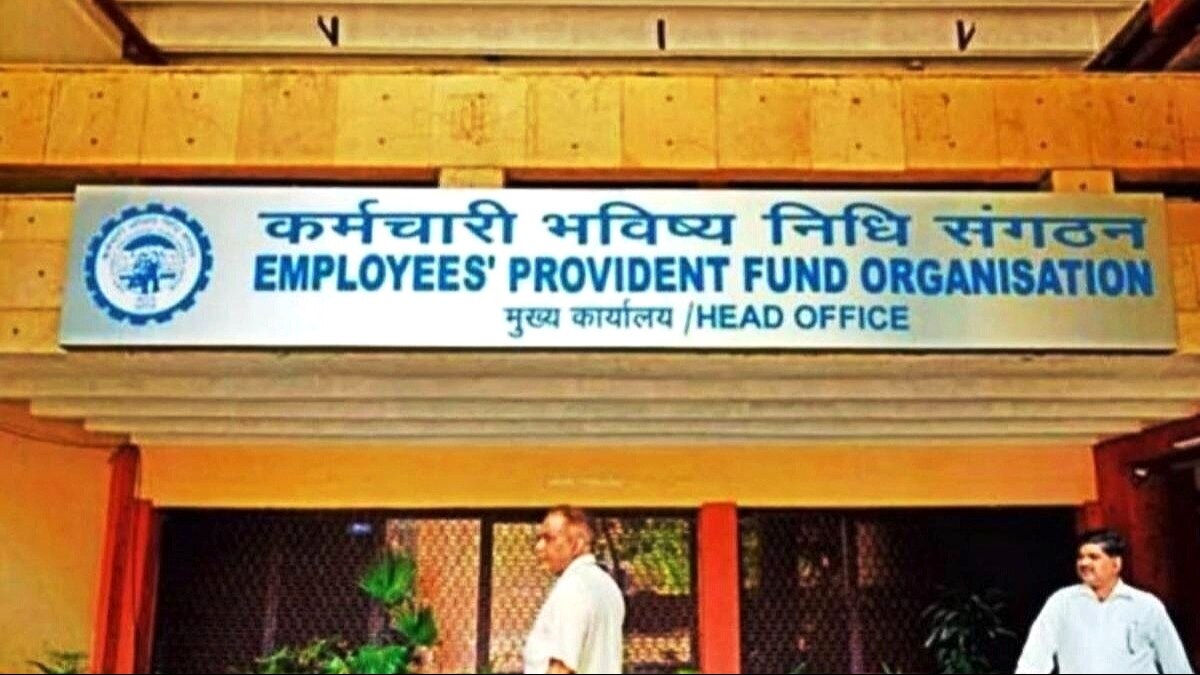 कर्मचारी भविष्य निधि संगठन
EMPLOYEES' PROVIDENT FUND ORGANISATION
मुख्य कार्यालय /HEAD OFFICE